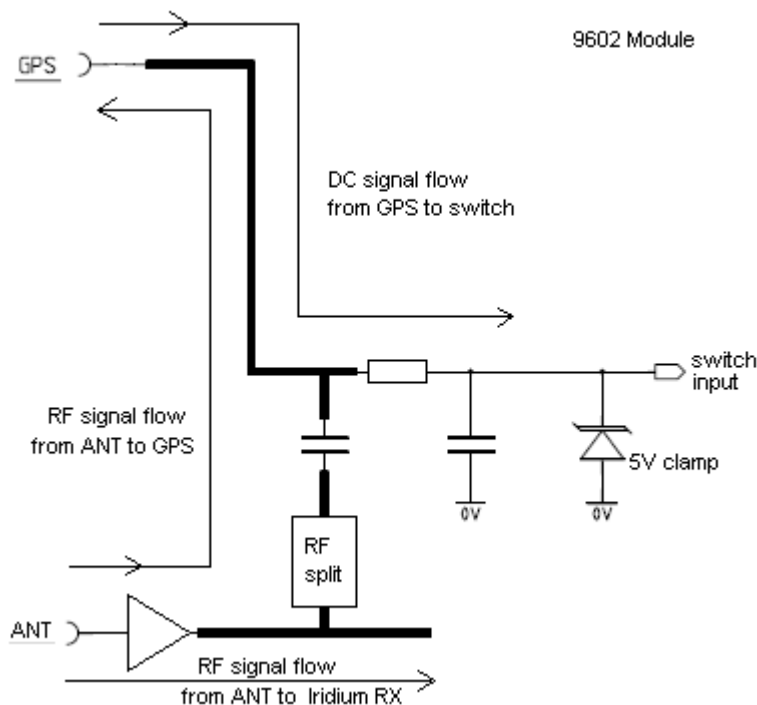 9602 Module
GPS
DC signal flow
from GPS to switch
switch
input
RF signal flow
from ANT to GPS
5V clamp
0V
0V
RF
split
ANT
RF signal flow
from ANT to Iridium RX